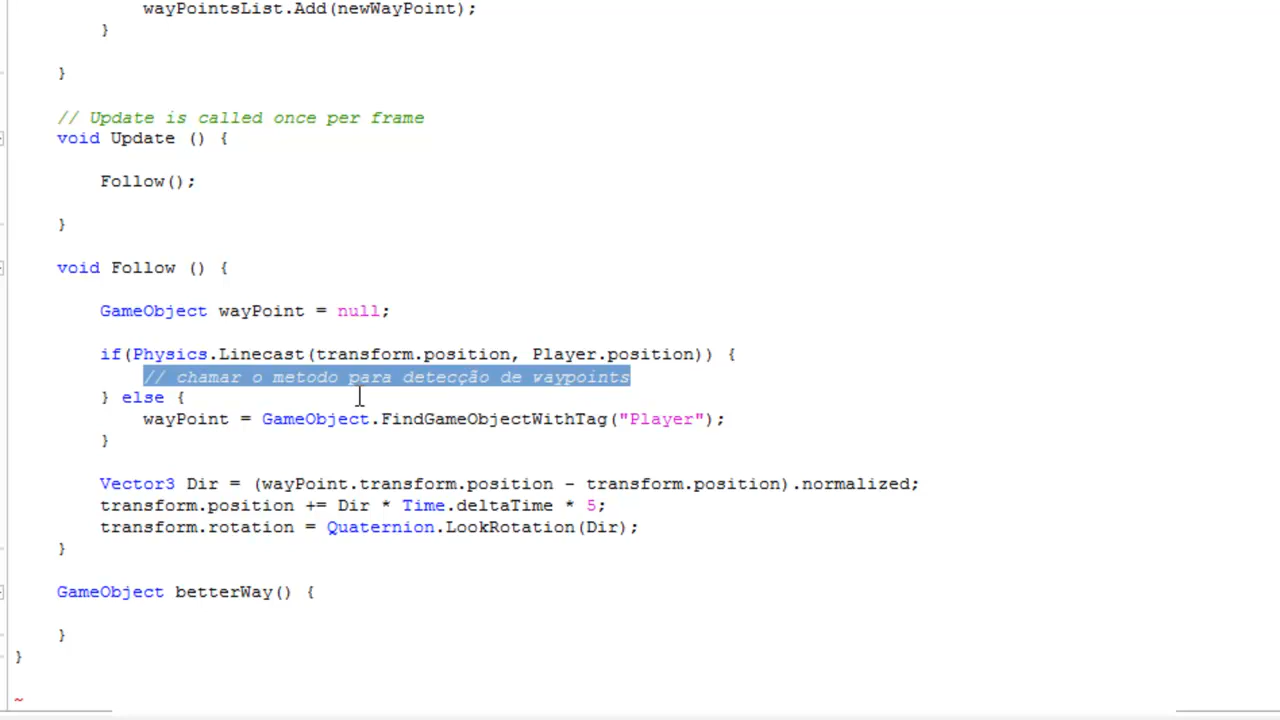 wayPointsList.Add(newWayPoint);
}
}
// Update is called once per frame
void Update () {
Follow();
}
void Follow () {
GameObject wayPoint = null;
if(Physics.Linecast(transform.position, Player.position)) {
// chamar o metodo para detecção de waypoints
} else {
wayPoint = GameObject.FindGameObjectWithTag("Player");
}
Vector3 Dir = (wayPoint.transform.position - transform.position).normalized;
transform.position += Dir * Time.deltaTime * 5;
transform.rotation = Quaternion.LookRotation(Dir);
}
GameObject betterWay() {
}
}
~